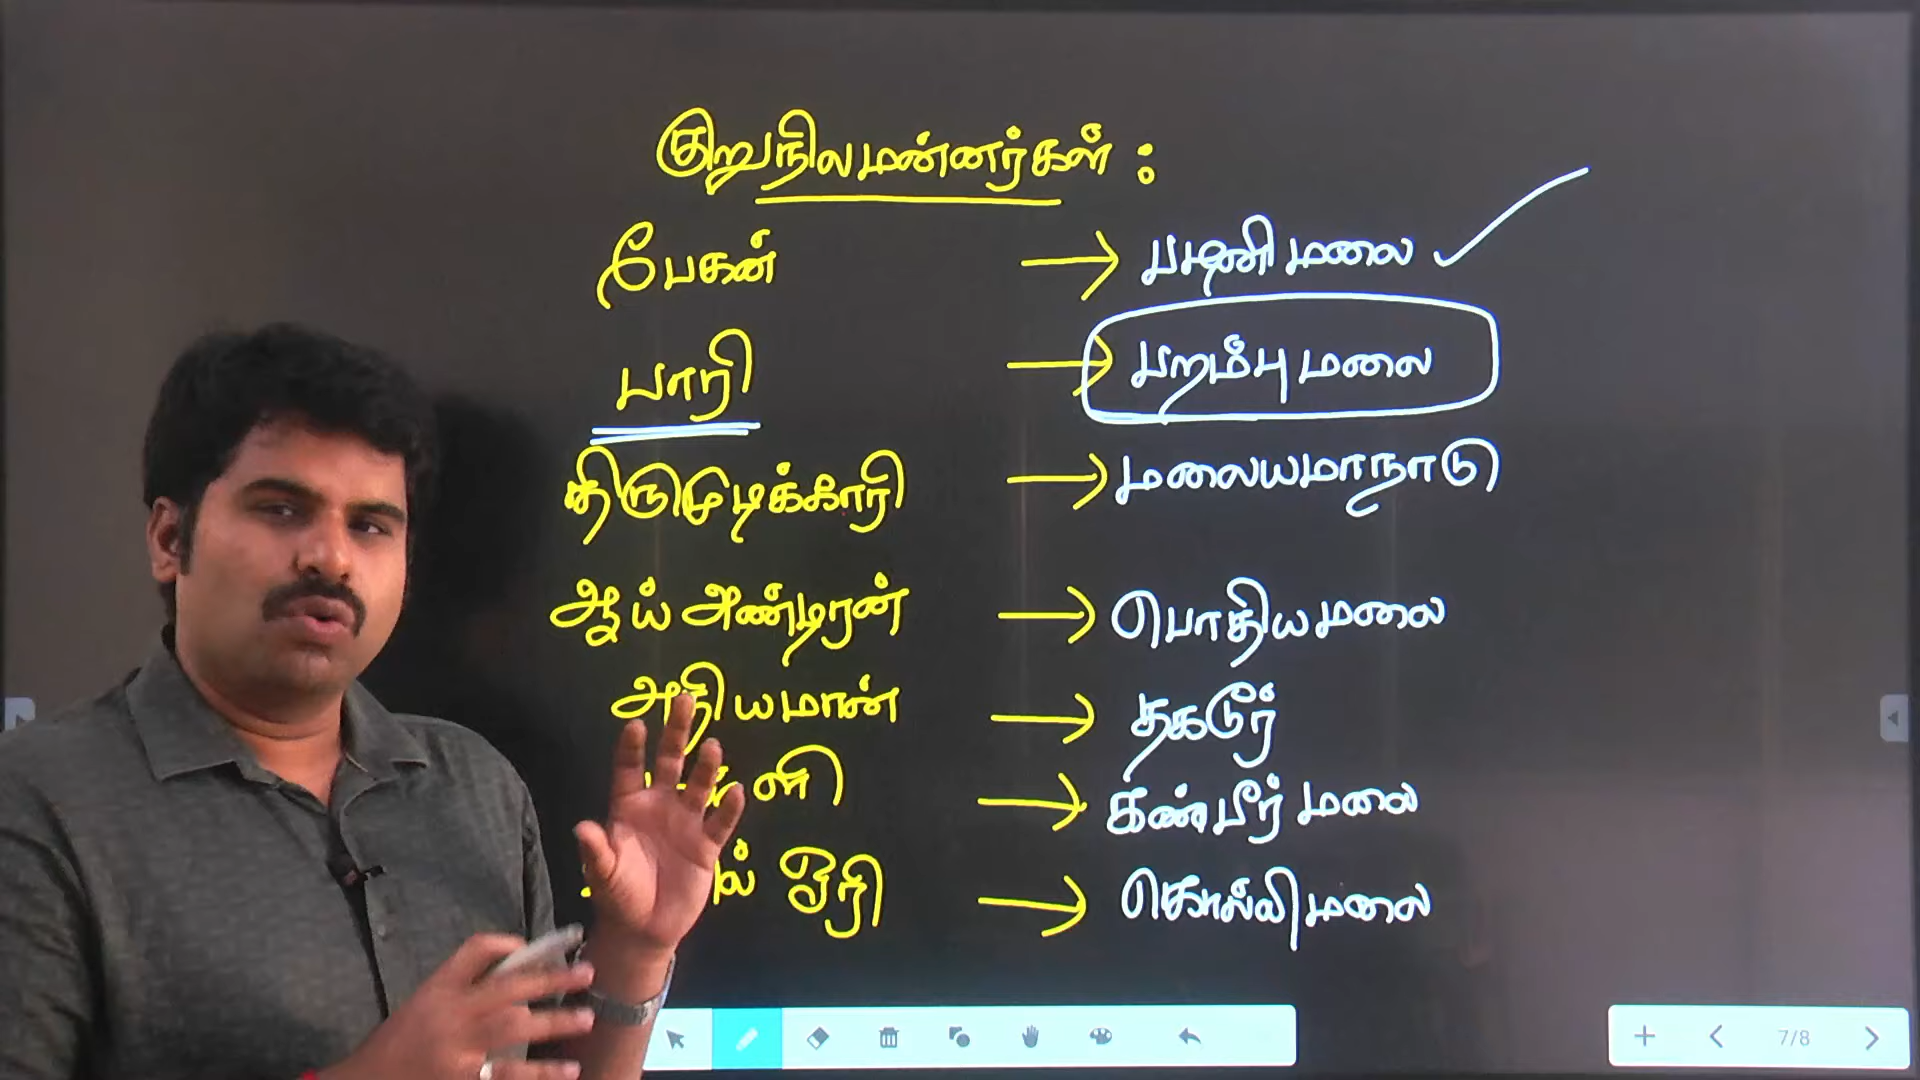 குறுநிலமன்னர்கள் :
பேகன் → பழனி மலை ✓
பாரி → பறம்பு மலை
திருமுடிக்காரி → மலையமாநாடு
ஆய் அண்டிரன் → பொதிய மலை
அதியமான் → தகடூர்
→ கண்பீர் மலை
ஓரி → கொல்லி மலை
7/8